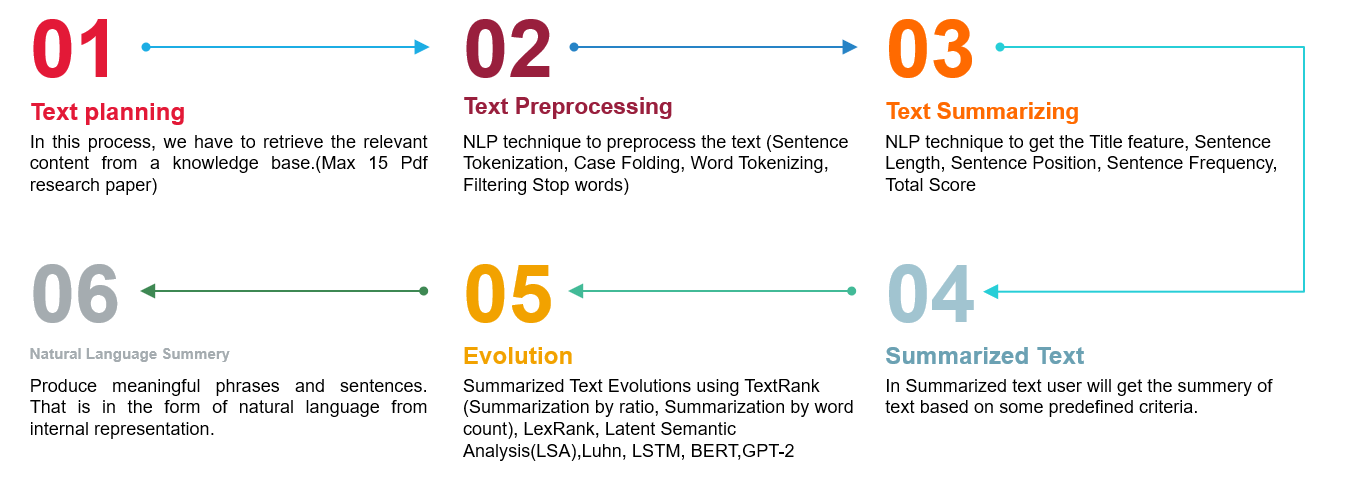 01
Text planning
In this process, we have to retrieve the relevant
content from a knowledge base.(Max 15 Pdf
research paper)
02
Text Preprocessing
NLP technique to preprocess the text (Sentence
Tokenization, Case Folding, Word Tokenizing,
Filtering Stop words)
03
Text Summarizing
NLP technique to get the Title feature, Sentence
Length, Sentence Position, Sentence Frequency,
Total Score
04
Summarized Text
In Summarized text user will get the summery of
text based on some predefined criteria.
05
Evolution
Summarized Text Evolutions using TextRank
(Summarization by ratio, Summarization by word
count), LexRank, Latent Semantic
Analysis(LSA),Luhn, LSTM, BERT,GPT-2
06
Natural Language Summery
Produce meaningful phrases and sentences.
That is in the form of natural language from
internal representation.